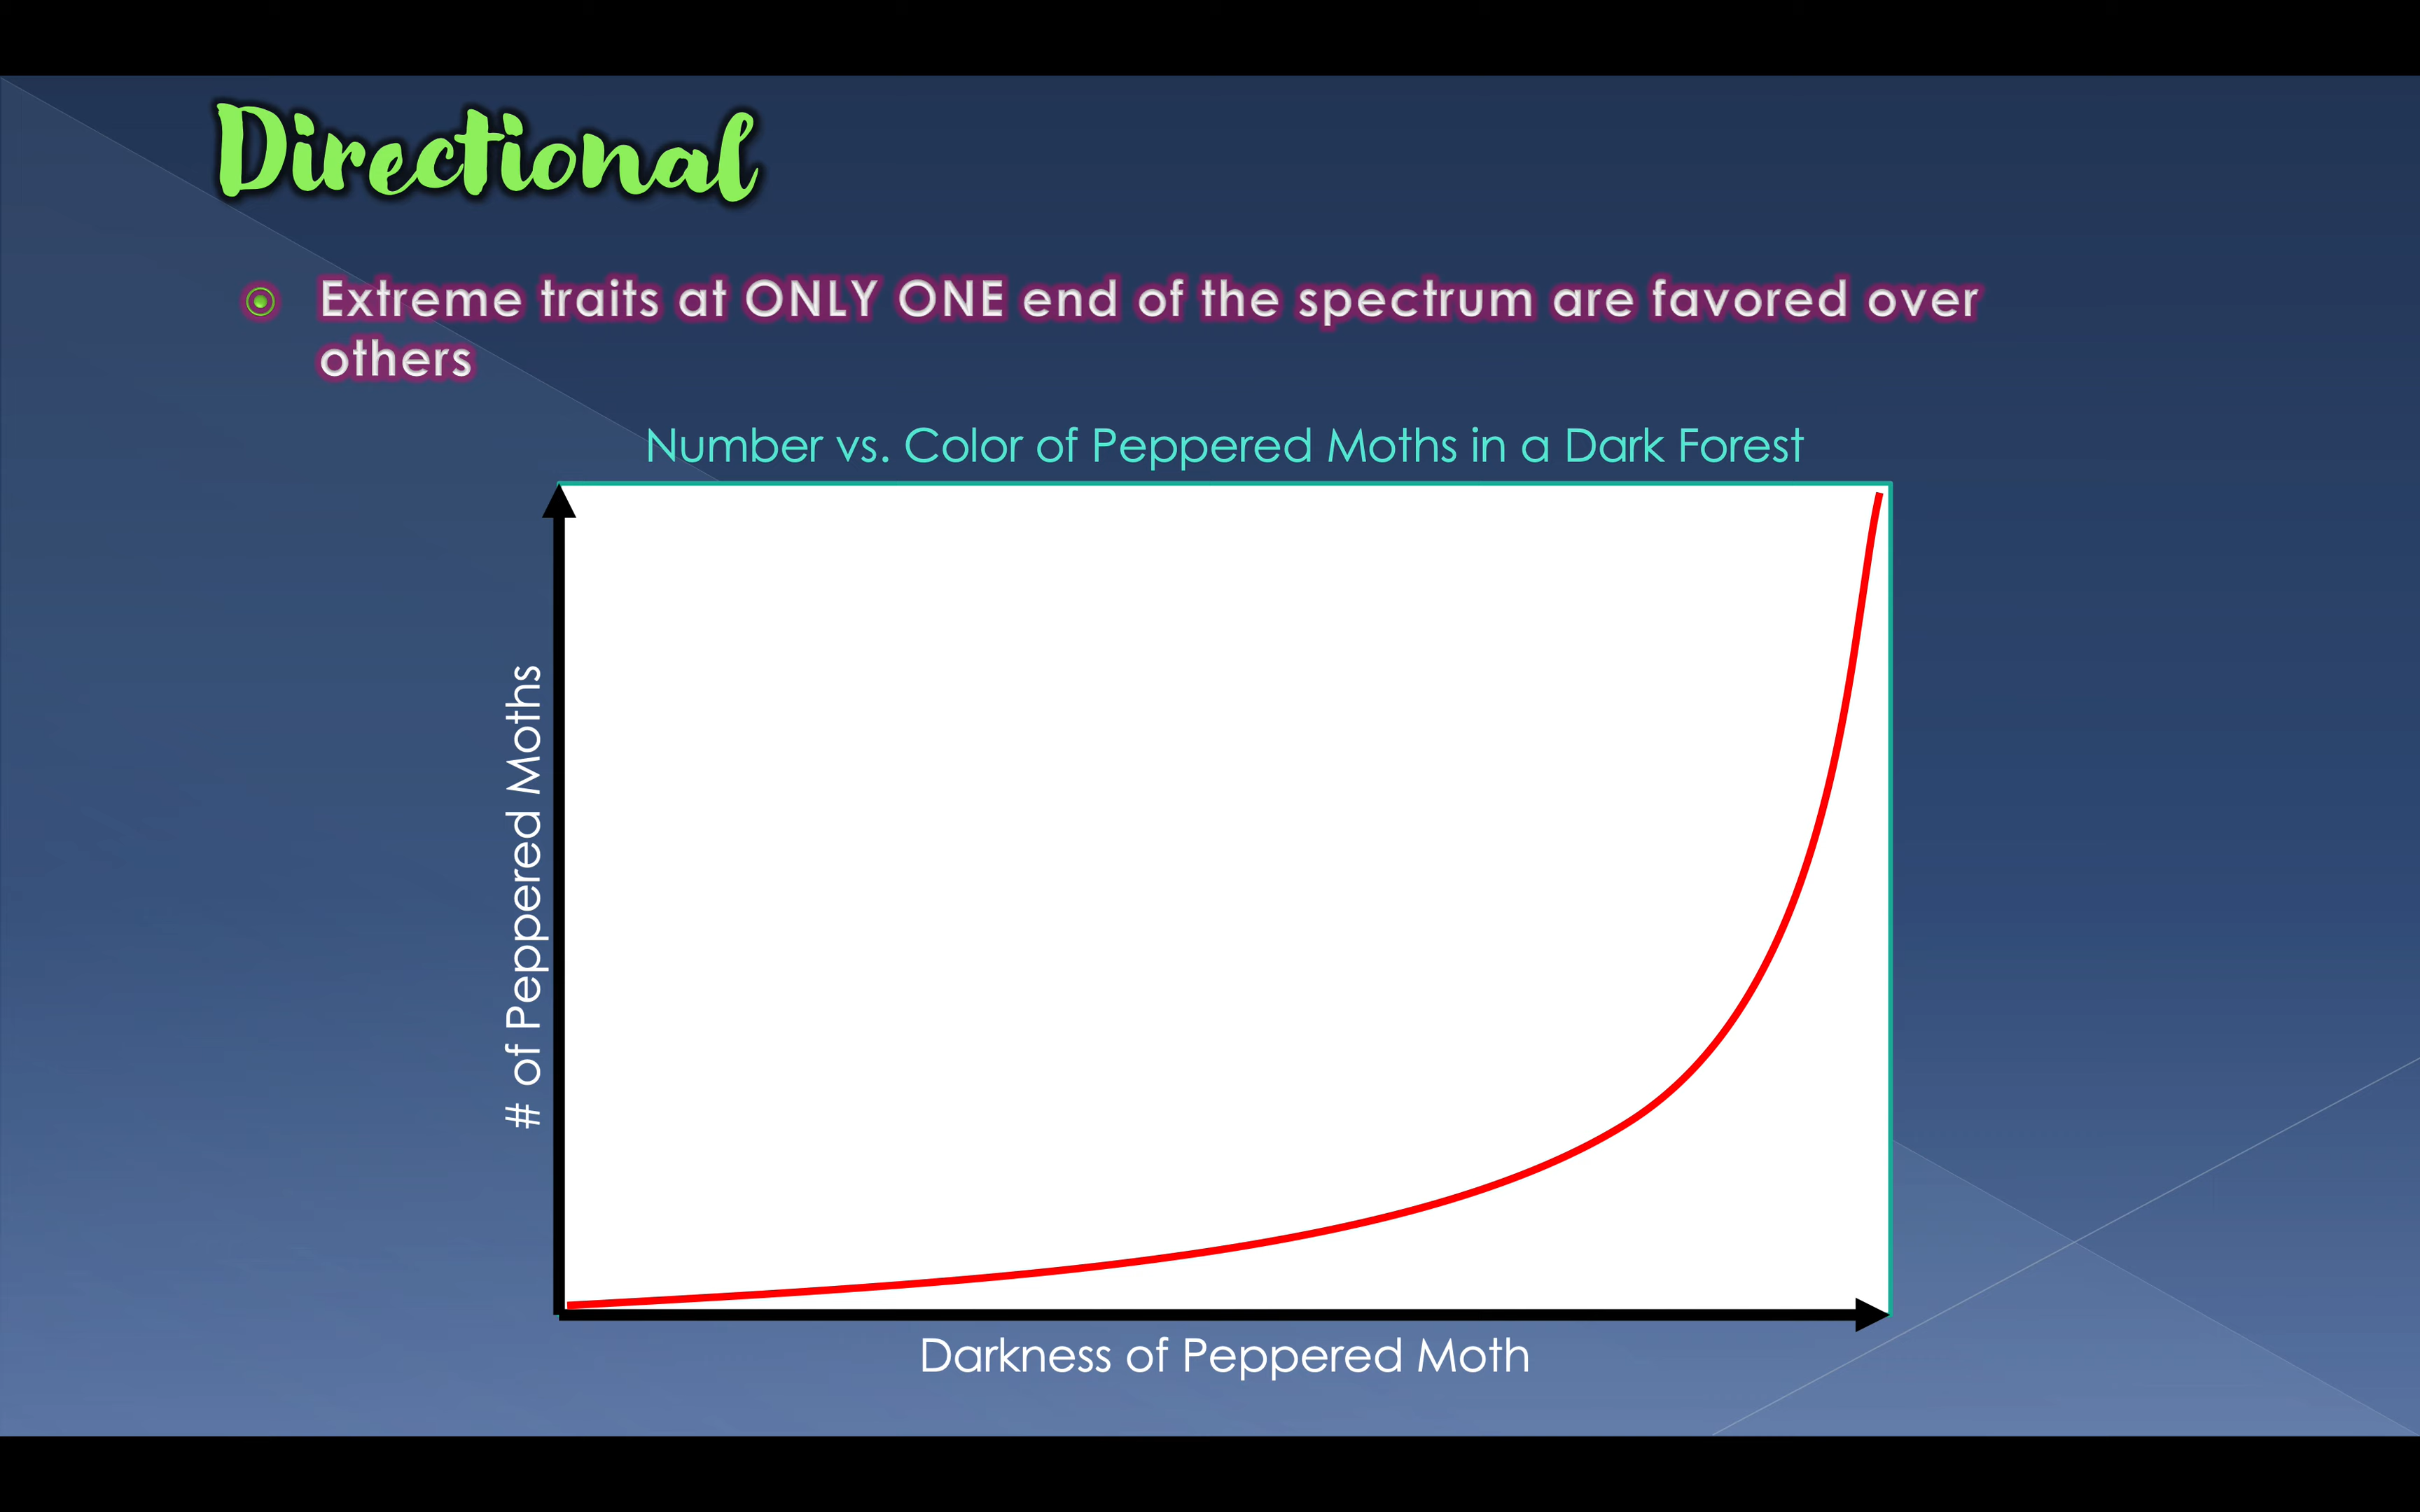 Directional
Extreme traits at ONLY ONE end of the spectrum are favored over
others
Number vs. Color of Peppered Moths in a Dark Forest
# of Peppered Moths
Darkness of Peppered Moth